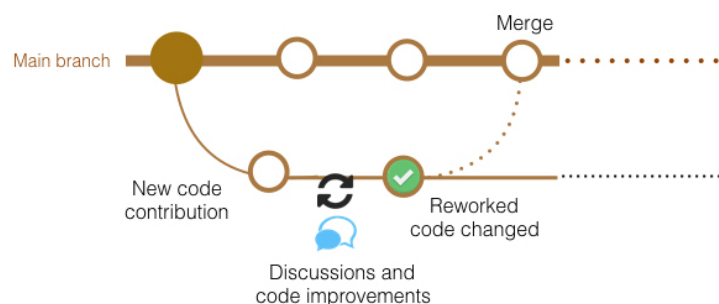 Merge
Main branch
New code
contribution
Reworked
code changed
Discussions and
code improvements